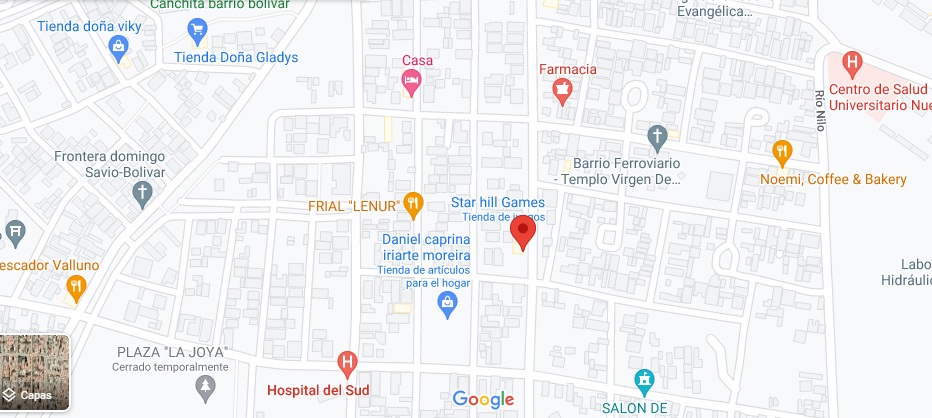 Canchita barrio bolivar
Evangélica...
Tienda doña viky
Tienda Doña Gladys
Casa
Farmacia
H
Centro de Salud
Universitario Nue
Río Nilo
Frontera domingo
Savio-Bolivar
Barrio Ferroviario
- Templo Virgen De...
Noemi, Coffee & Bakery
FRIAL "LENUR"
Star hill Games
Tienda de juegos
Daniel caprina
iriarte moreira
Tienda de artículos
para el hogar
escador Valluno
Labo
Hidráulic
PLAZA "LA JOYA"
Cerrado temporalmente
H
Hospital del Sud
Capas
Google
SALON DE